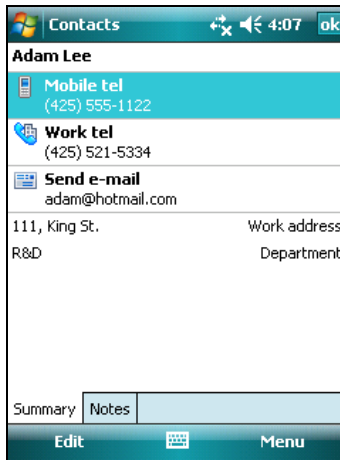 Contacts 4:07 ok
Adam Lee
Mobile tel
(425) 555-1122
Work tel
(425) 521-5334
Send e-mail
adam@hotmail.com
111, King St. Work address
R&D Department
Summary Notes
Edit Menu